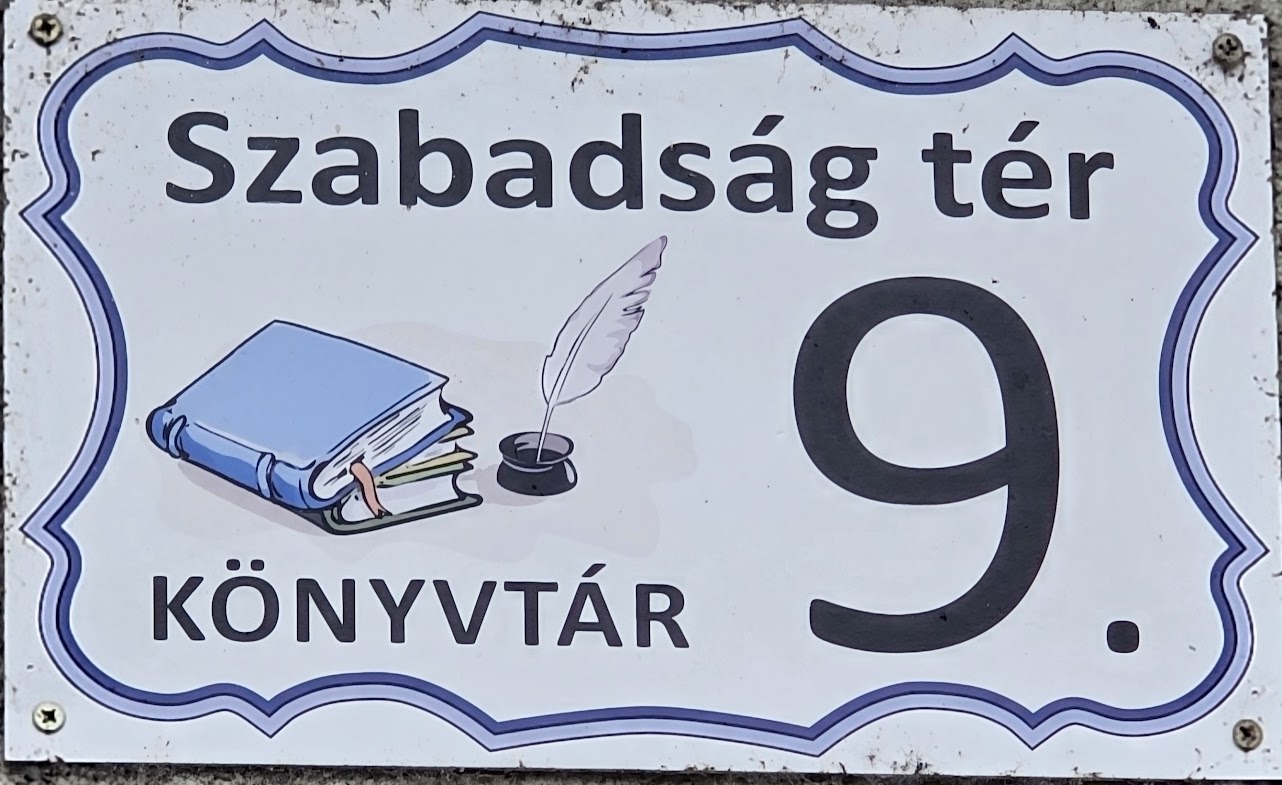 Szabadság tér
9.
KÖNYVTÁR